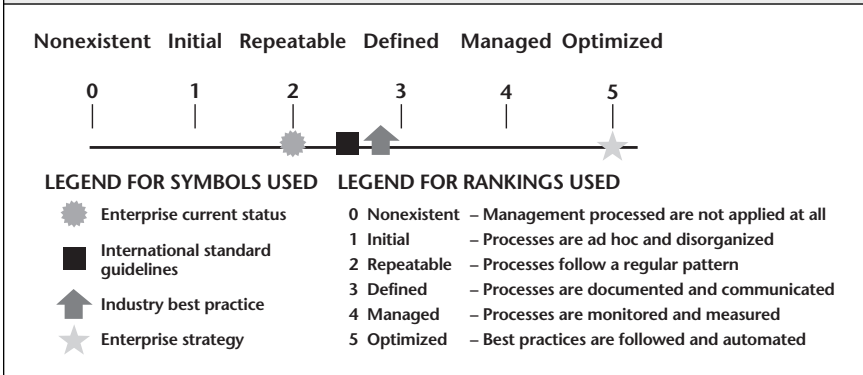 Nonexistent Initial Repeatable Defined Managed Optimized
0 1 2 3 4 5
LEGEND FOR SYMBOLS USED
Enterprise current status
International standard
guidelines
Industry best practice
Enterprise strategy
LEGEND FOR RANKINGS USED
0 Nonexistent – Management processed are not applied at all
1 Initial – Processes are ad hoc and disorganized
2 Repeatable – Processes follow a regular pattern
3 Defined – Processes are documented and communicated
4 Managed – Processes are monitored and measured
5 Optimized – Best practices are followed and automated